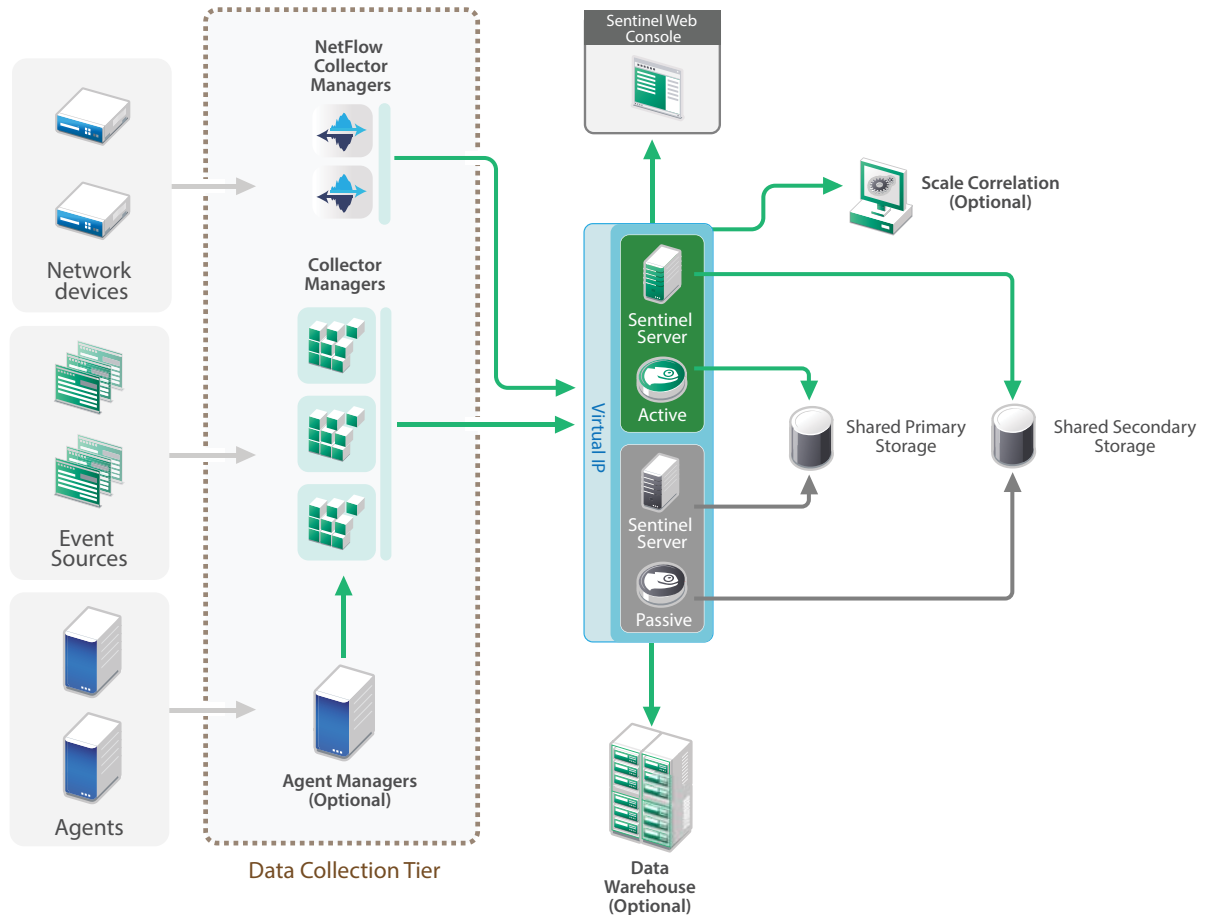 Sentinel Web
Console
NetFlow
Collector
Managers
Network
devices
Scale Correlation
(Optional)
Collector
Managers
Sentinel
Server
Active
Virtual IP
Shared Primary
Storage
Shared Secondary
Storage
Event
Sources
Sentinel
Server
Passive
Agent Managers
(Optional)
Agents
Data Collection Tier
Data
Warehouse
(Optional)